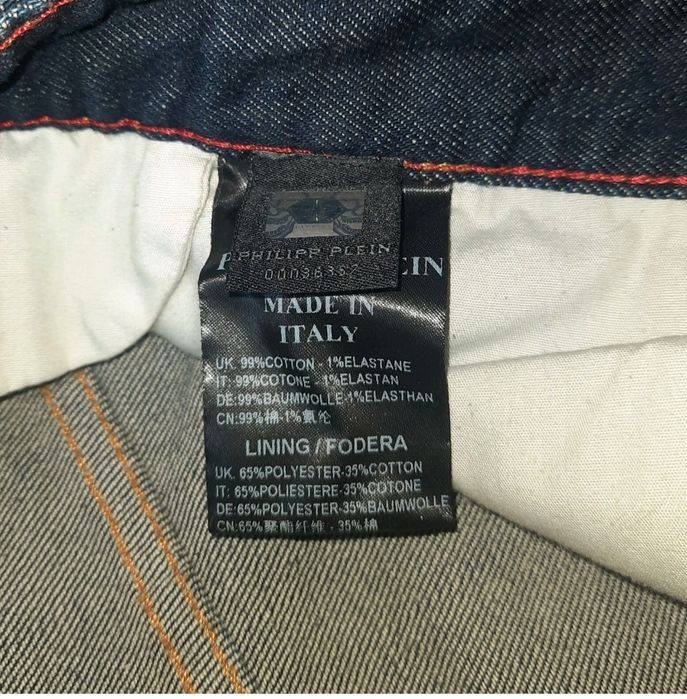 PHILIPP PLEIN
MADE IN
ITALY
UK: 99%COTTON - 1%ELASTANE
IT: 99%COTONE - 1%ELASTAN
DE:99%BAUMWOLLE-1%ELASTHAN
CN:99%棉-1%氨纶
LINING / FODERA
UK: 65%POLYESTER-35%COTTON
IT: 65%POLIESTERE-35%COTONE
DE:65%POLYESTER-35%BAUMWOLLE
CN:65%聚酯纤维 - 35%棉